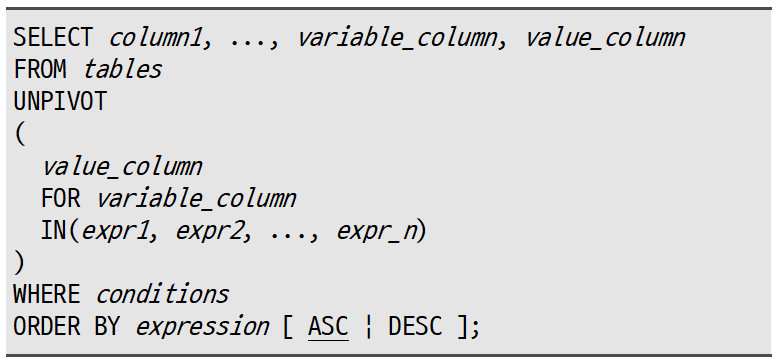 SELECT column1, ..., variable_column, value_column
FROM tables
UNPIVOT
(
value_column
FOR variable_column
IN(expr1, expr2, ..., expr_n)
)
WHERE conditions
ORDER BY expression [ ASC ¦ DESC ];